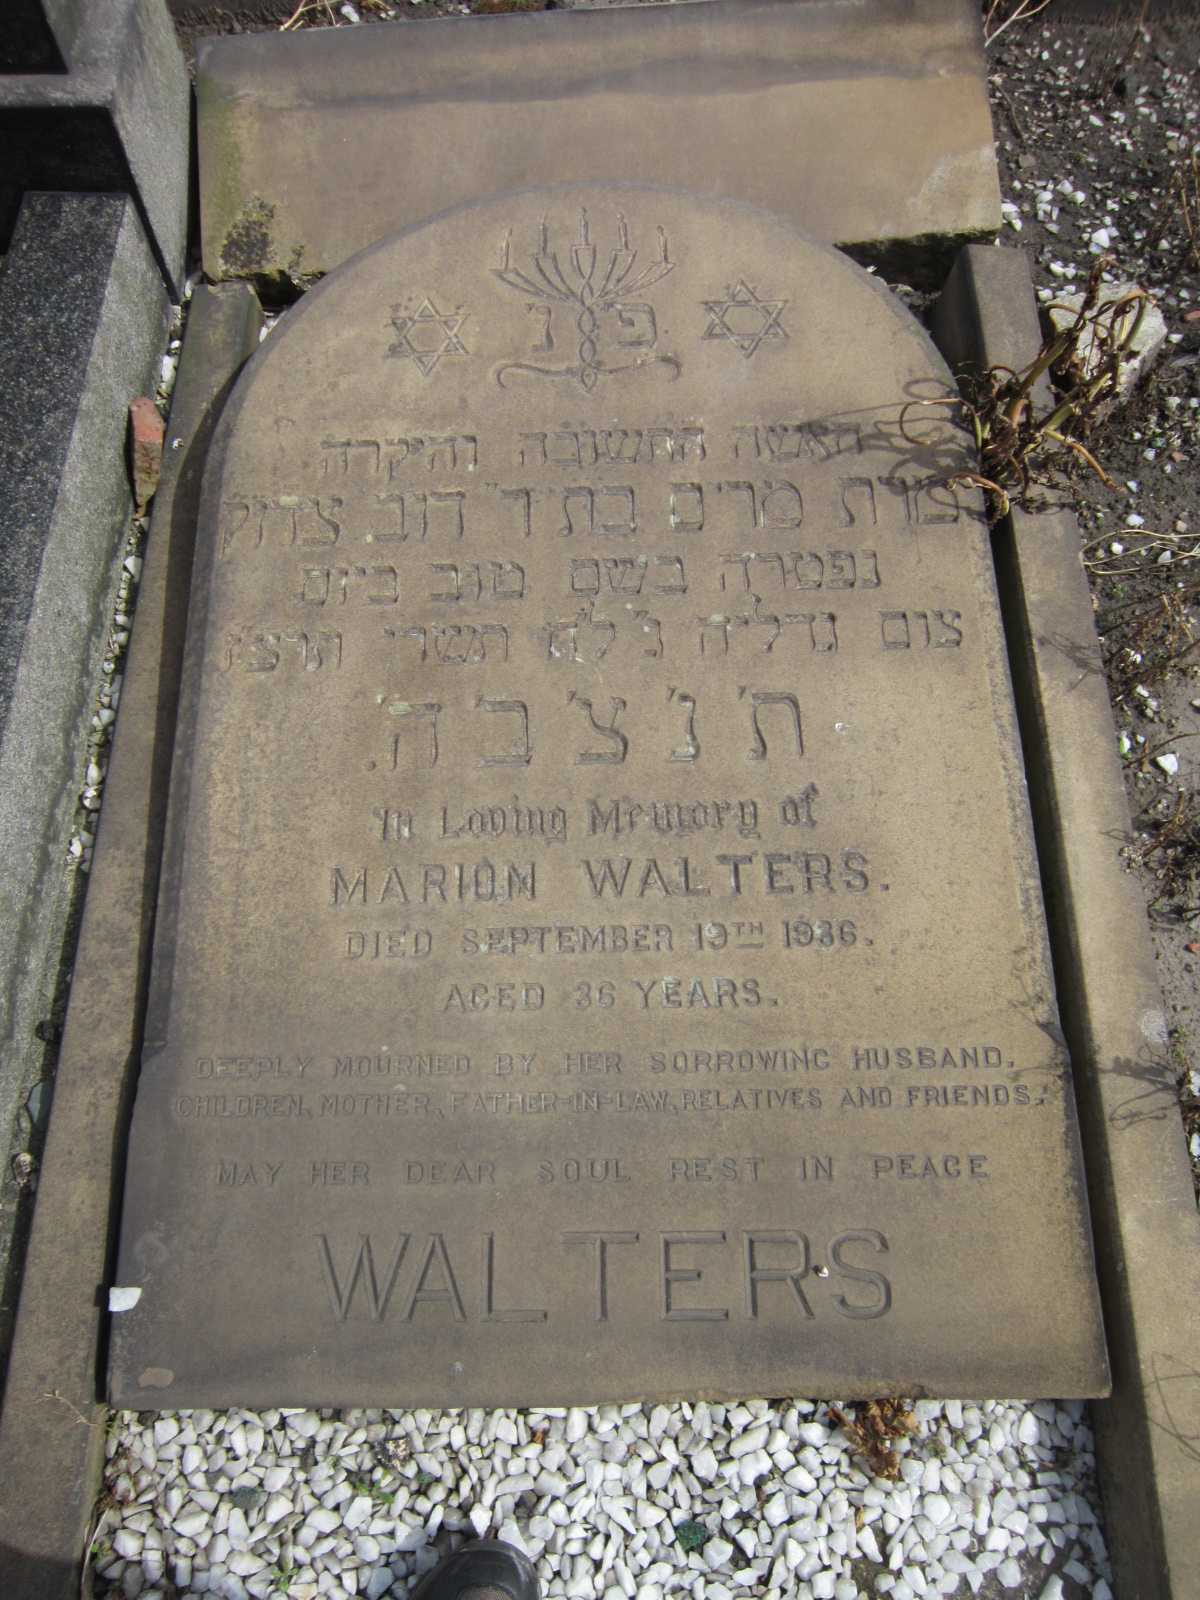 פ' נ'
האשה החשובה והיקרה
מרת מרים בת ר' דוב צדוק
נפטרה בשם טוב ביום
צום גדליה ג' לח' תשרי תרצ"ז
ת' נ' צ' ב' ה'.
In Loving Memory of
MARION WALTERS.
DIED SEPTEMBER 19TH 1936.
AGED 36 YEARS.
DEEPLY MOURNED BY HER SORROWING HUSBAND.
CHILDREN, MOTHER, FATHER-IN-LAW, RELATIVES AND FRIENDS.
MAY HER DEAR SOUL REST IN PEACE
WALTERS